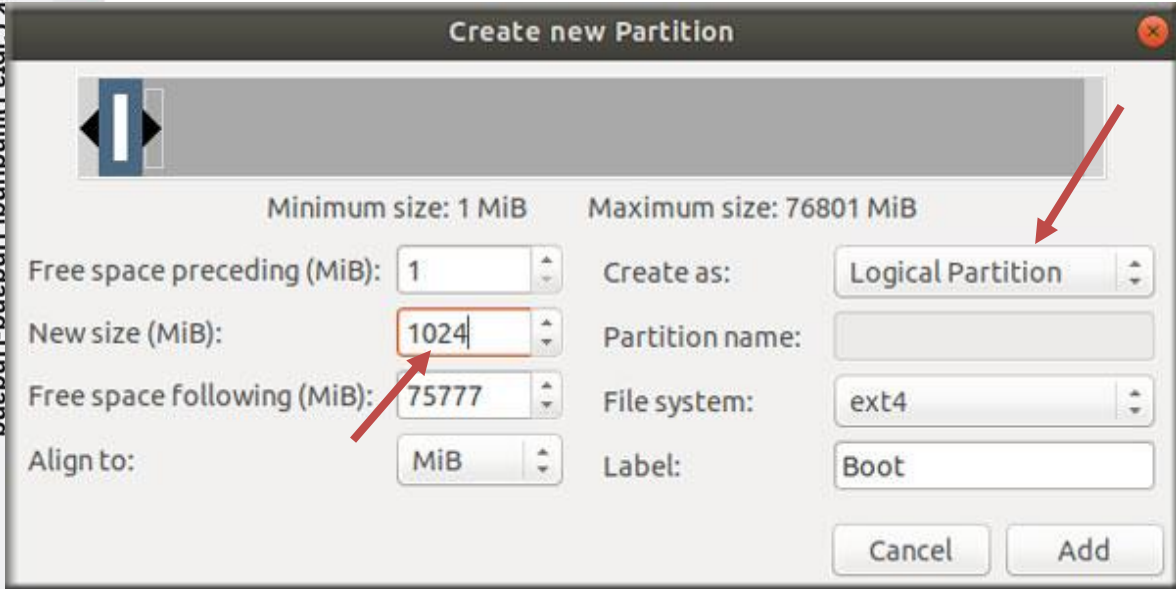 Create new Partition
Minimum size: 1 MiB Maximum size: 76801 MiB
Free space preceding (MiB): 1 Create as: Logical Partition
New size (MiB): 1024 Partition name:
Free space following (MiB): 75777 File system: ext4
Align to: MiB Label: Boot
Cancel Add